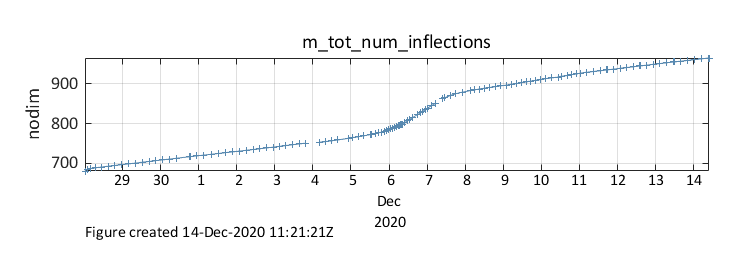 m_tot_num_inflections
nodim
900
800
700
29 30 1 2 3 4 5 6 7 8 9 10 11 12 13 14
Dec
2020
Figure created 14-Dec-2020 11:21:21Z